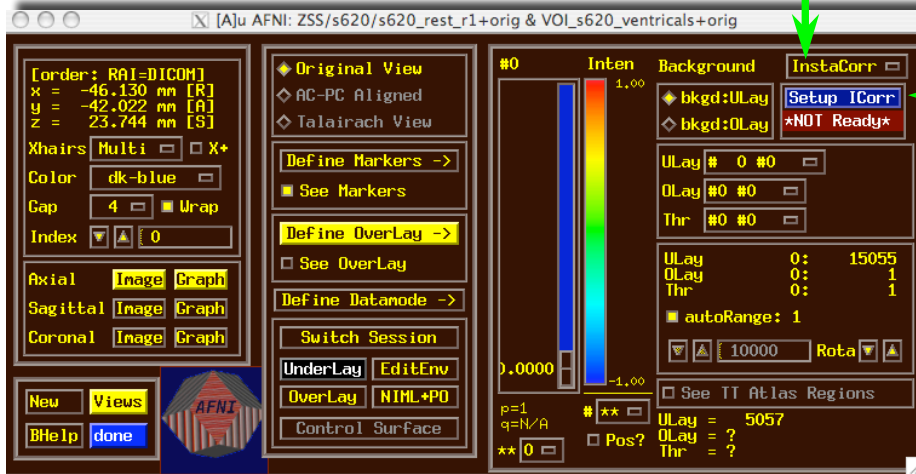 [A]u AFNI: ZSS/s620/s620_rest_r1+orig & VOI_s620_ventricals+orig
[order: RAI=DICOM]
x = -46.130 mm [R]
y = -42.022 mm [A]
z = 23.744 mm [S]
Xhairs Multi X+
Color dk-blue
Gap 4 Wrap
Index 0
Axial Image Graph
Sagittal Image Graph
Coronal Image Graph
New Views
BHelp done
AFNI
Original View
AC-PC Aligned
Talairach View
Define Markers ->
See Markers
Define OverLay ->
See OverLay
Define Datamode ->
Switch Session
UnderLay EditEnv
OverLay NIML+PO
Control Surface
#0 Inten
1.00
0.0000
-1.00
p=1
q=N/A
# **
** 0
Pos?
Background InstaCorr
bkgd:ULay Setup ICorr
bkgd:OLay *NOT Ready*
ULay # 0 #0
OLay #0 #0
Thr #0 #0
ULay 0: 15055
OLay 0: 1
Thr 0: 1
autoRange: 1
10000 Rota
See TT Atlas Regions
ULay = 5057
OLay = ?
Thr = ?